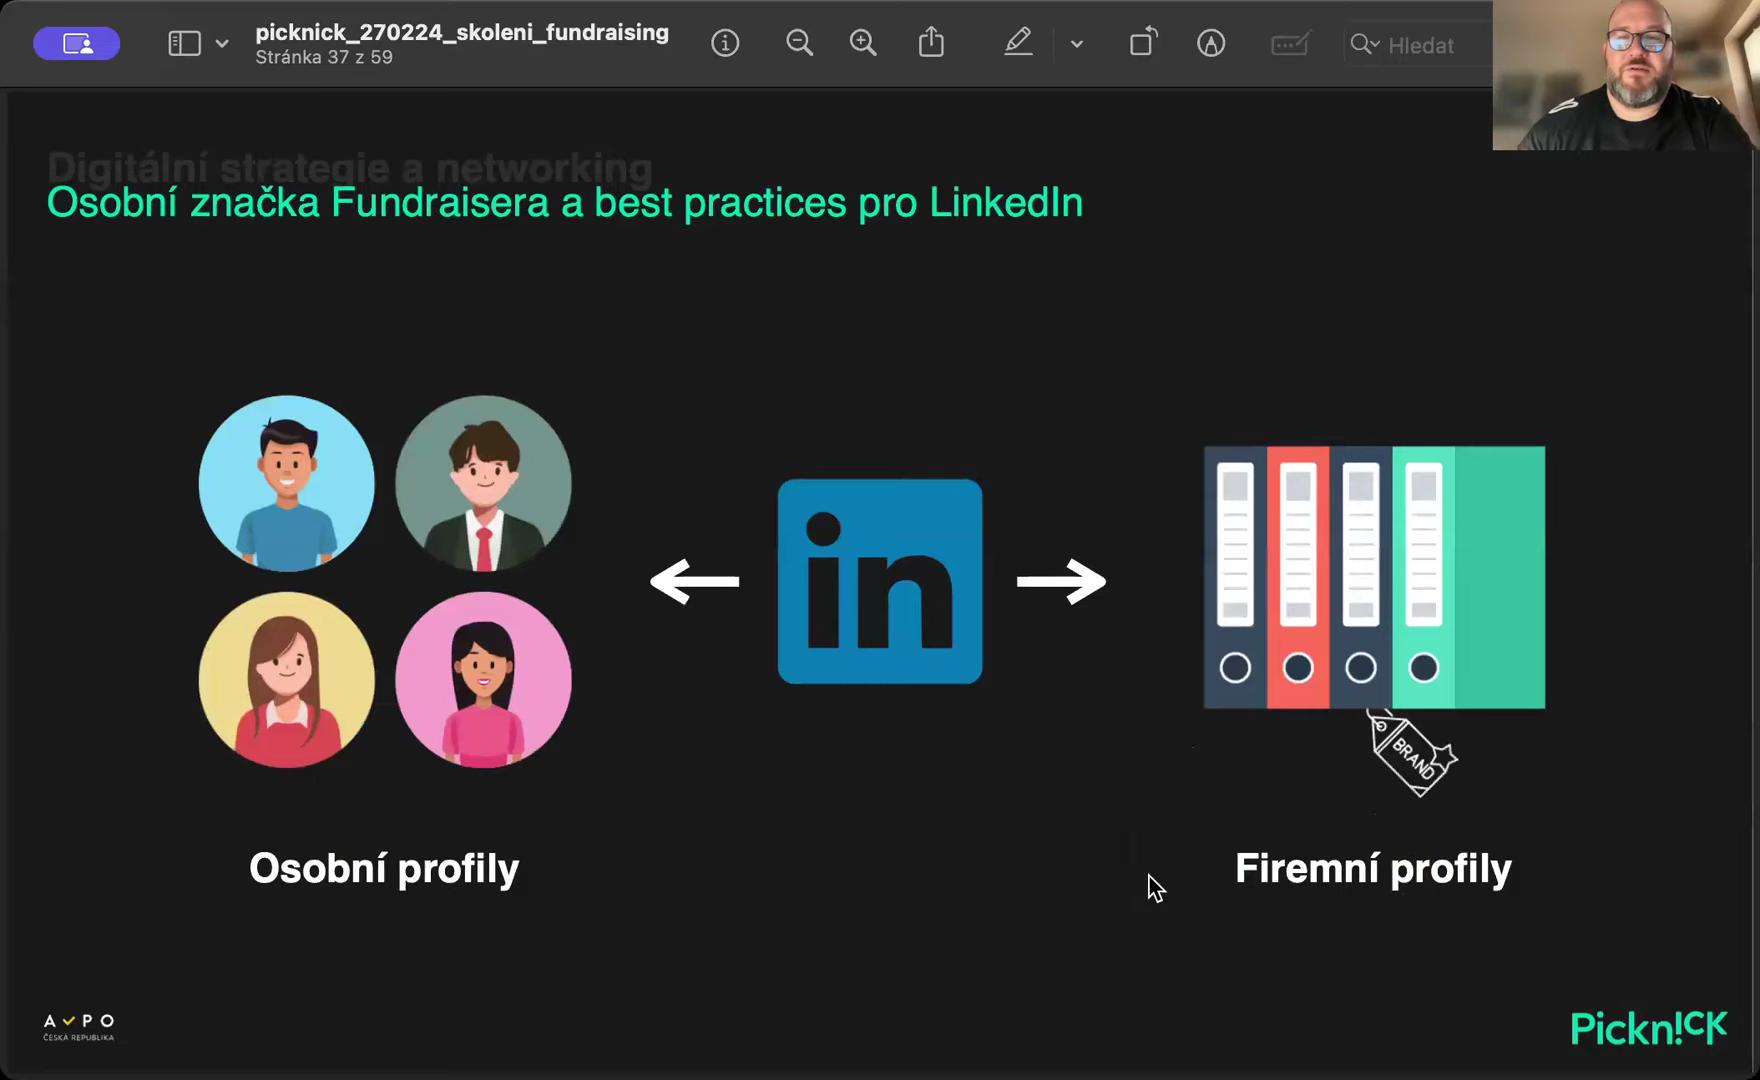 picknick_270224_skoleni_fundraising
Stránka 37 z 59
Hledat
Digitální strategie a networking
Osobní značka Fundraisera a best practices pro LinkedIn
in
BRAND
Osobní profily
Firemní profily
AVPO
ČESKÁ REPUBLIKA
Pickn!CK